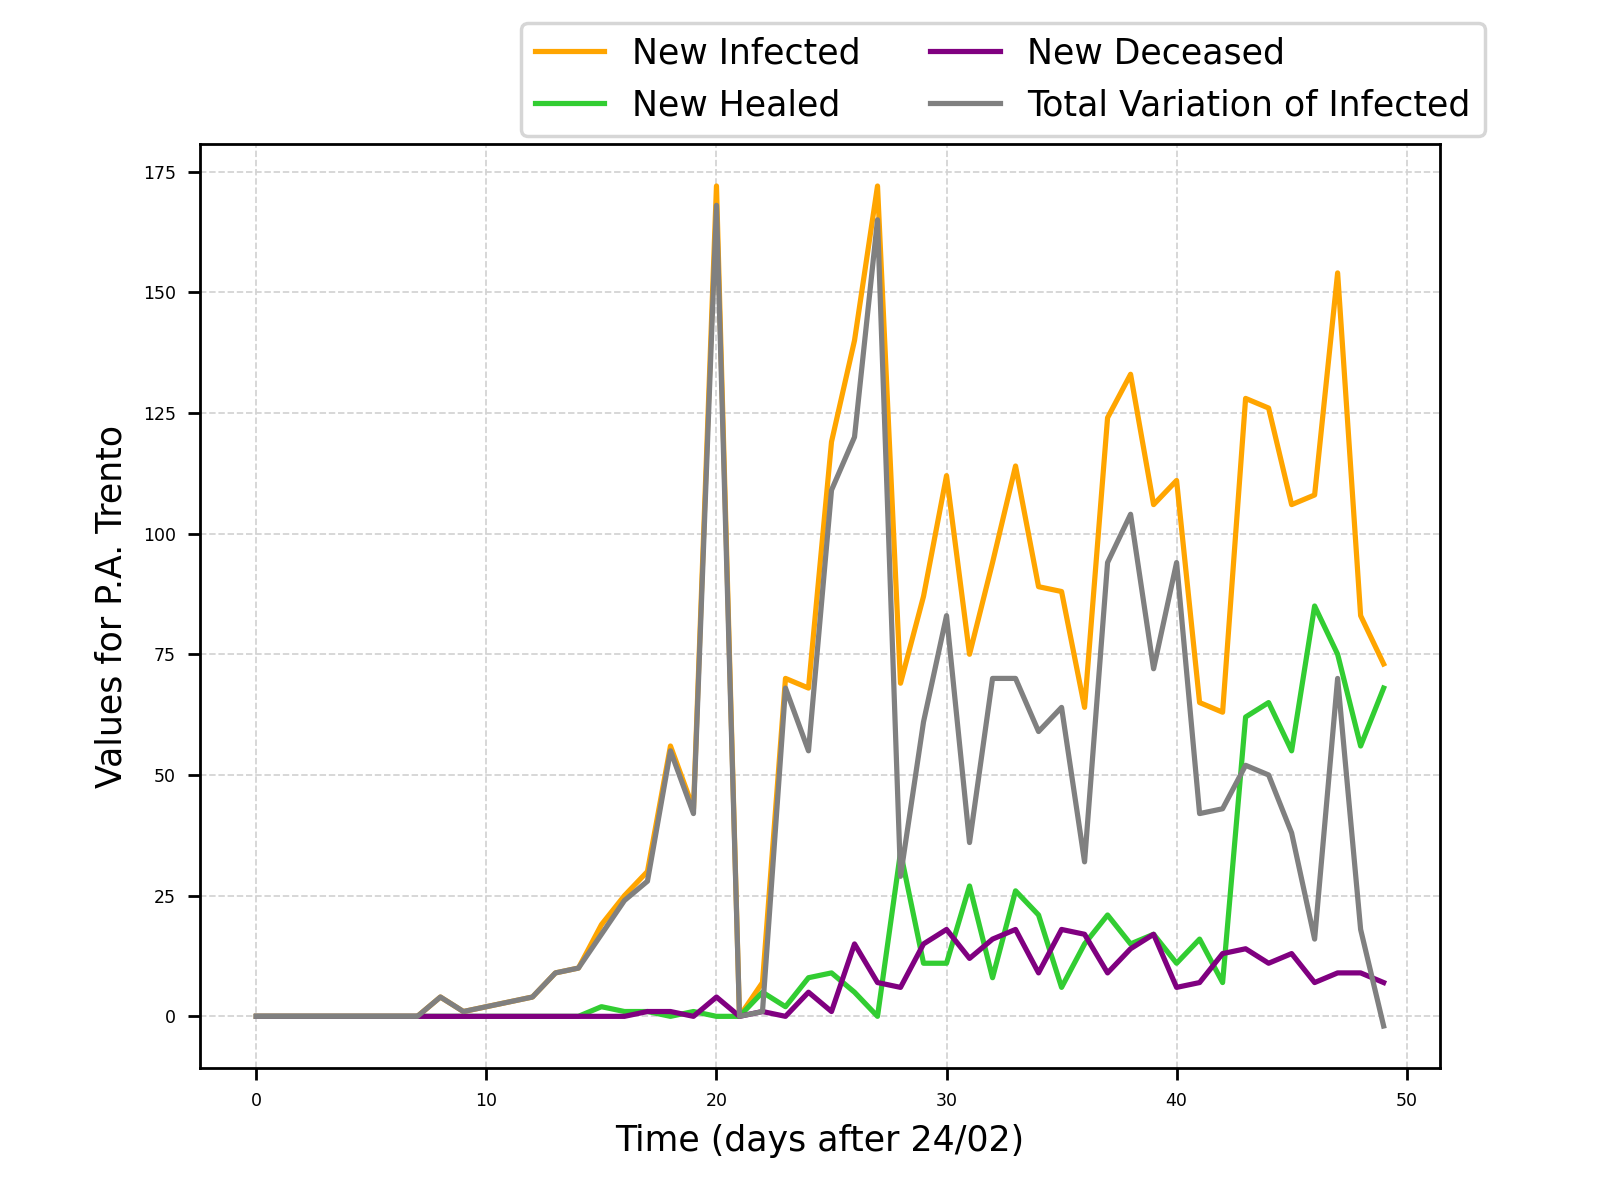 New Infected
New Healed
New Deceased
Total Variation of Infected
175
150
125
100
75
50
25
0
Values for P.A. Trento
0 10 20 30 40 50
Time (days after 24/02)